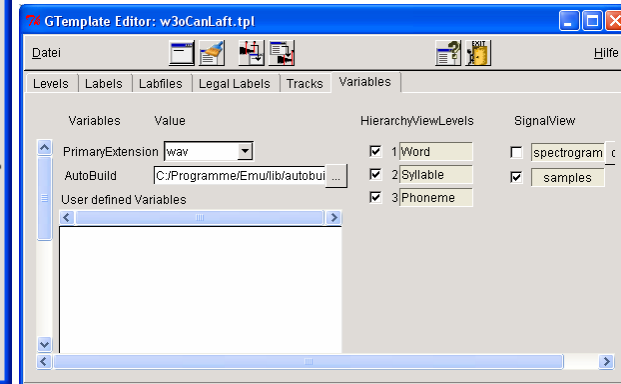 GTemplate Editor: w3oCanLaft.tpl
Datei Hilfe
Levels Labels Labfiles Legal Labels Tracks Variables
Variables Value HierarchyViewLevels SignalView
PrimaryExtension wav 1 Word spectrogram
AutoBuild C:/Programme/Emu/lib/autobui ... 2 Syllable samples
User defined Variables 3 Phoneme